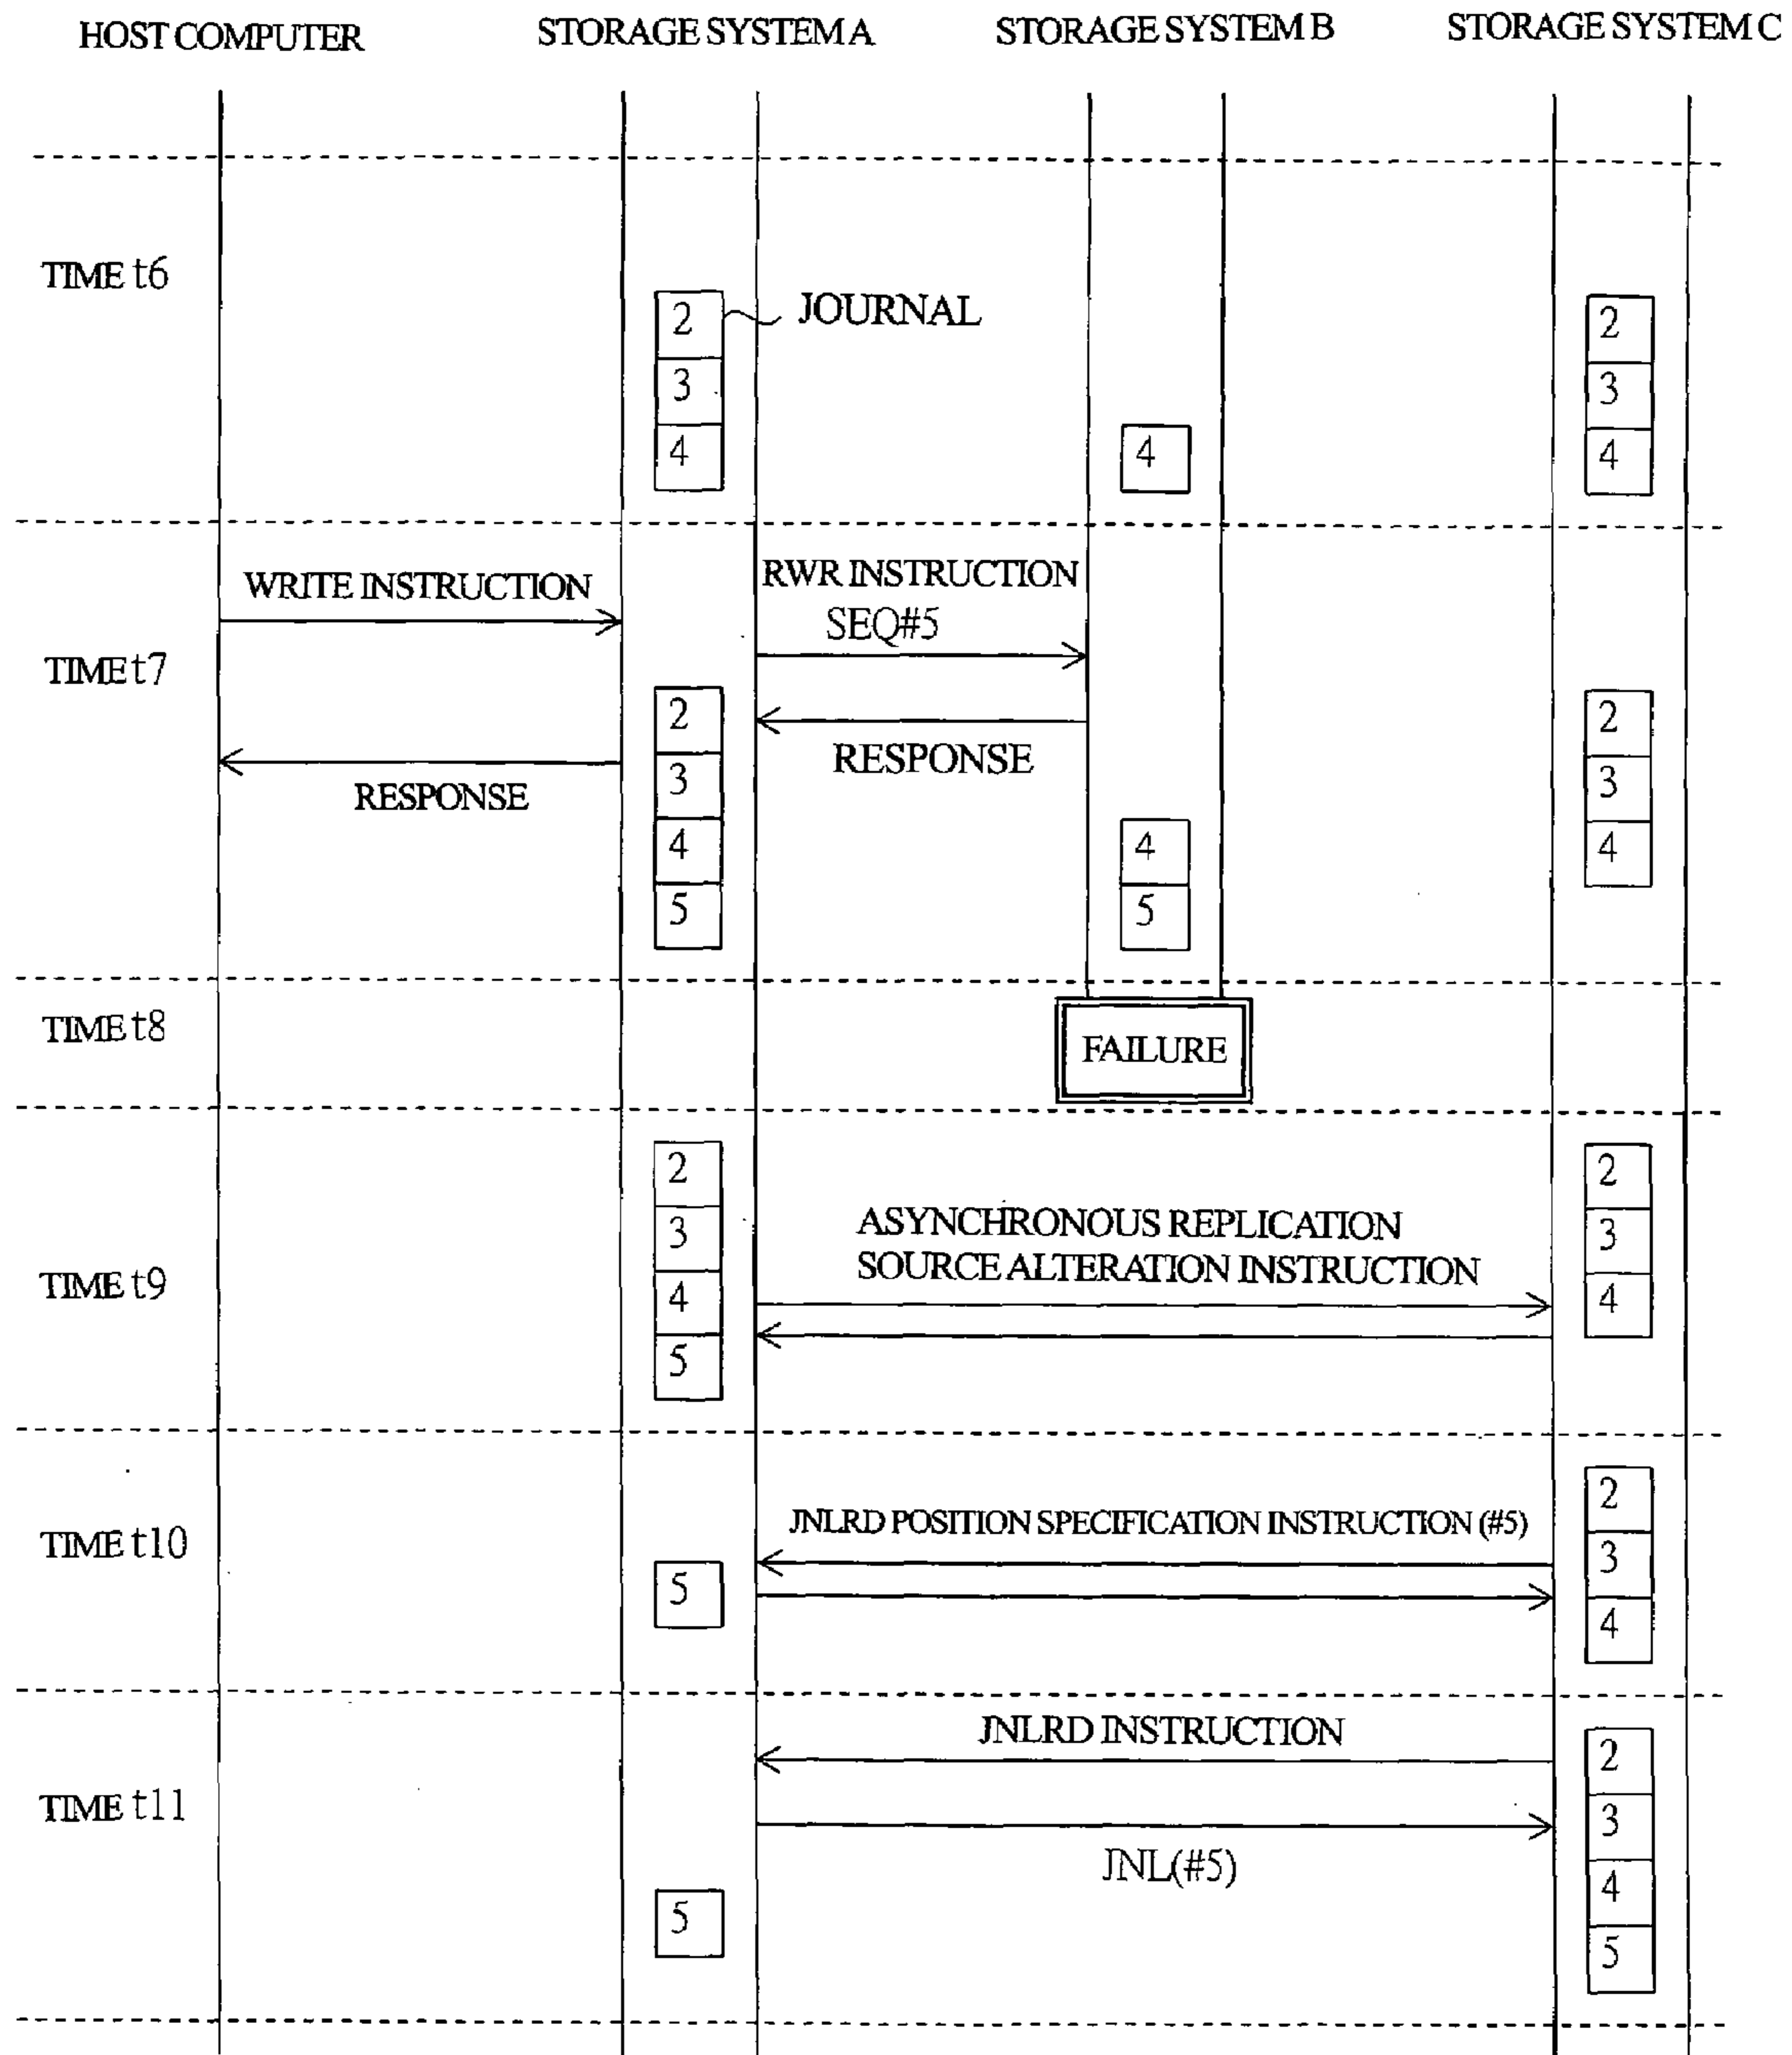 HOST COMPUTER STORAGE SYSTEM A STORAGE SYSTEM B STORAGE SYSTEM C
TIME t6
2 JOURNAL 2
3 3
4 4 4
WRITE INSTRUCTION RWR INSTRUCTION
SEQ#5
TIME t7
2 2
RESPONSE
3 3
RESPONSE
4 4 4
5 5
TIME t8
FAILURE
2 2
ASYNCHRONOUS REPLICATION
3 3
SOURCE ALTERATION INSTRUCTION
TIME t9
4 4
5
2
JNLRD POSITION SPECIFICATION INSTRUCTION (#5)
TIME t10
3
5
4
JNLRD INSTRUCTION
2
TIME t11
3
JNL(#5)
4
5
5